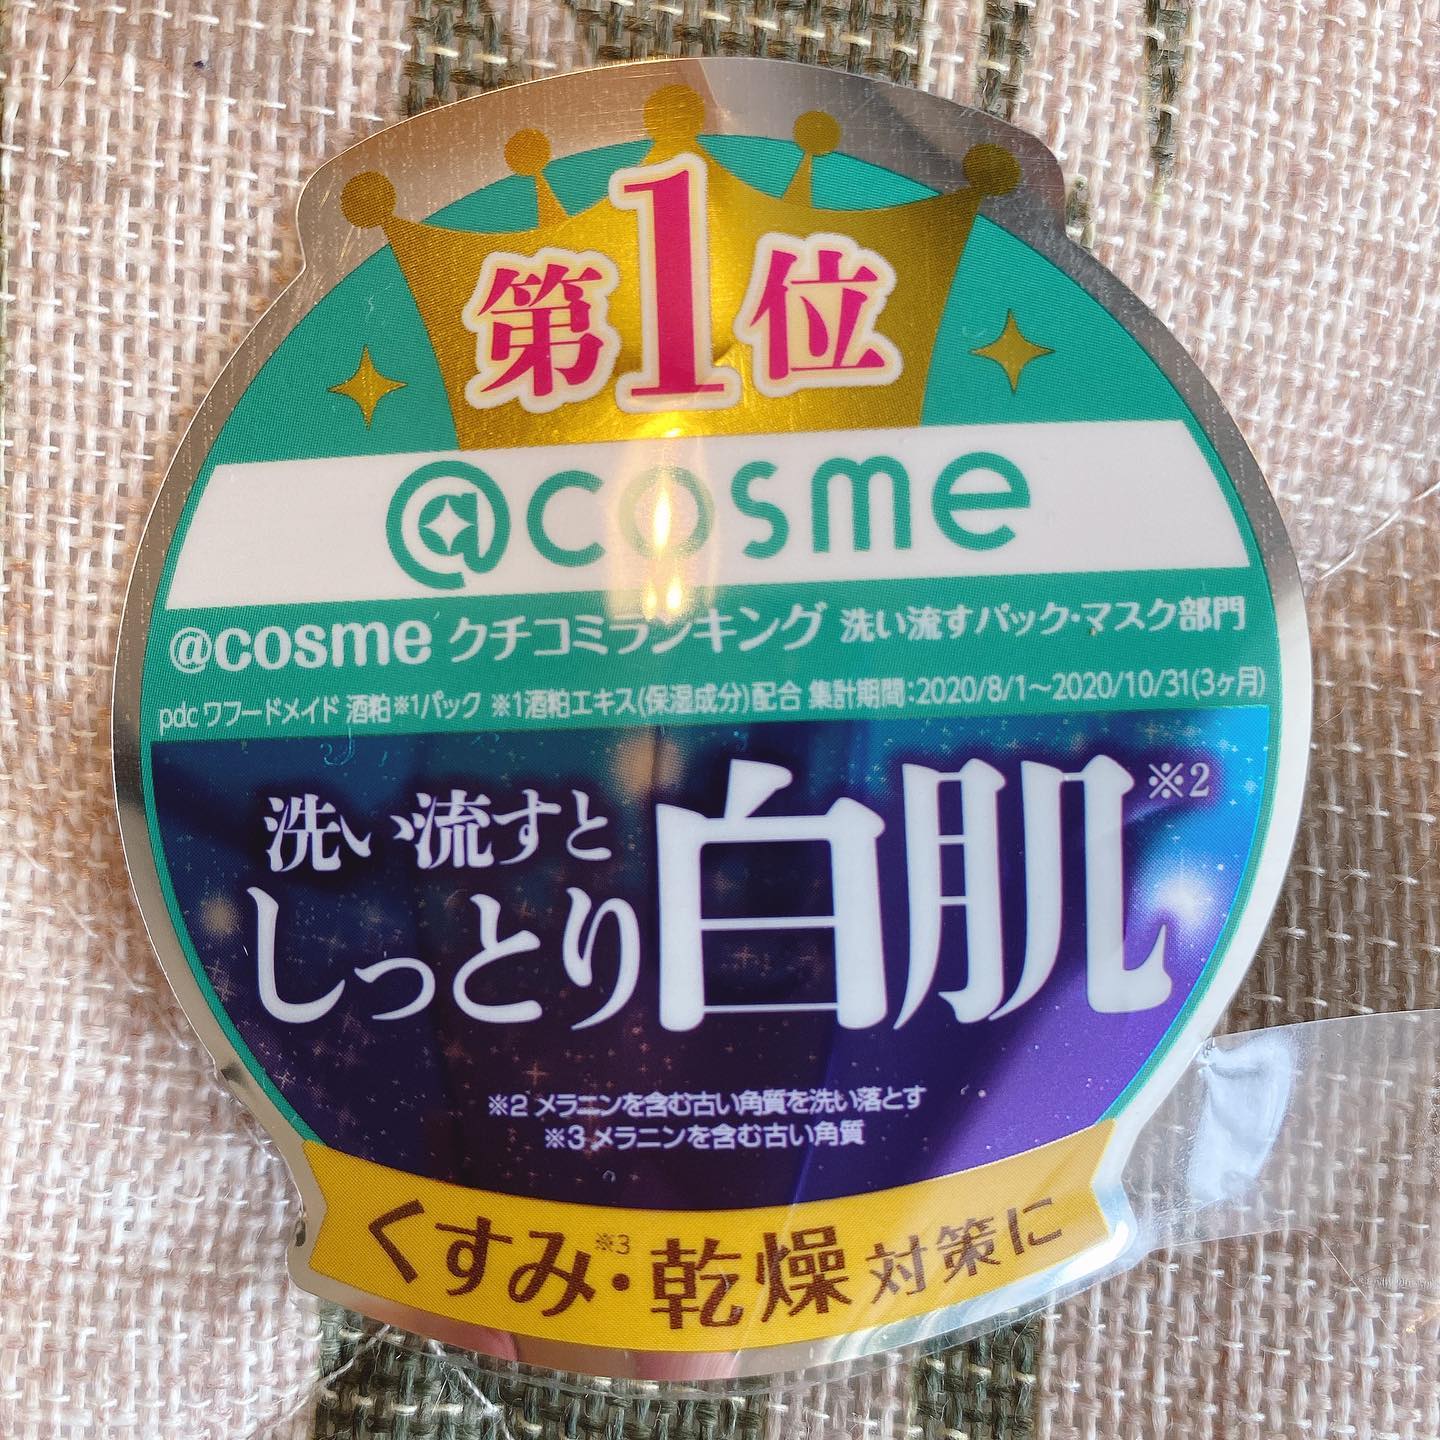 第1位
@cosme
@cosme クチコミランキング 洗い流すパック・マスク部門
pdc ワフードメイド 酒粕※1パック ※1酒粕エキス(保湿成分)配合 集計期間：2020/8/1～2020/10/31(3ヶ月)
洗い流すと
しっとり白肌※2
※2 メラニンを含む古い角質を洗い落とす
※3 メラニンを含む古い角質
くすみ※3・乾燥対策に